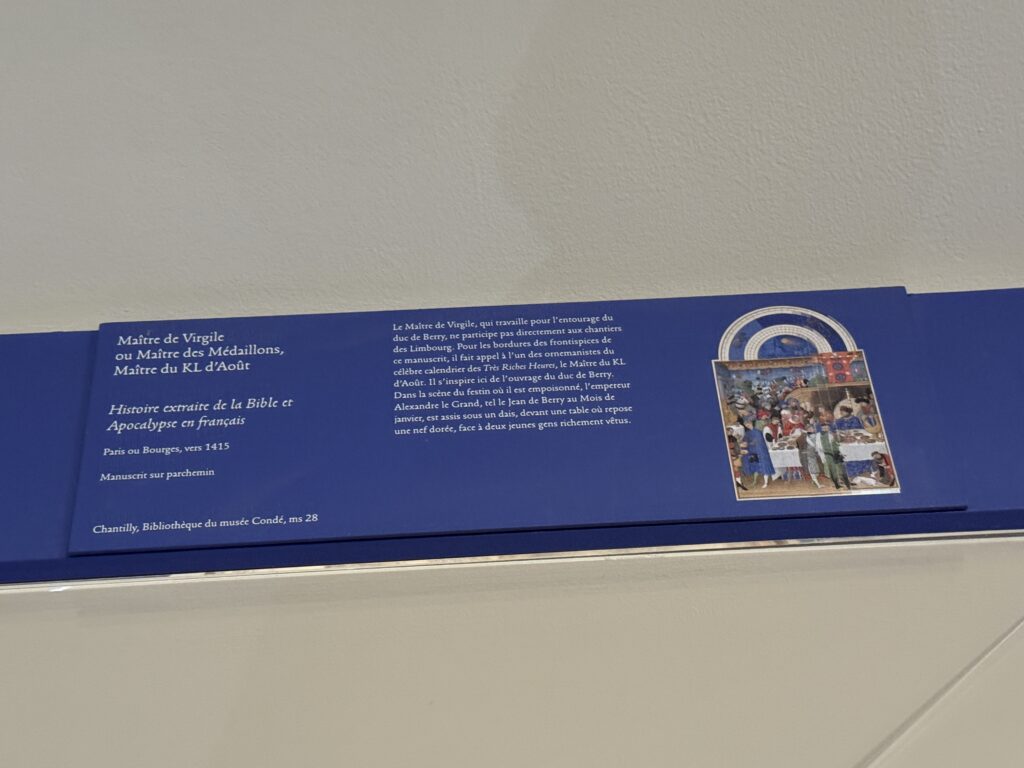 Maître de Virgile
ou Maître des Médaillons,
Maître du KL d'Août
Histoire extraite de la Bible et
Apocalypse en français
Paris ou Bourges, vers 1415
Manuscrit sur parchemin
Chantilly, Bibliothèque du musée Condé, ms 28
Le Maître de Virgile, qui travaille pour l'entourage du
duc de Berry, ne participe pas directement aux chantiers
des Limbourg. Pour les bordures des frontispices de
ce manuscrit, il fait appel à l'un des ornemanistes du
célèbre calendrier des Très Riches Heures, le Maître du KL
d'Août. Il s'inspire ici de l'ouvrage du duc de Berry.
Dans la scène du festin où il est empoisonné, l'empereur
Alexandre le Grand, tel le Jean de Berry au Mois de
janvier, est assis sous un dais, devant une table où repose
une nef dorée, face à deux jeunes gens richement vêtus.